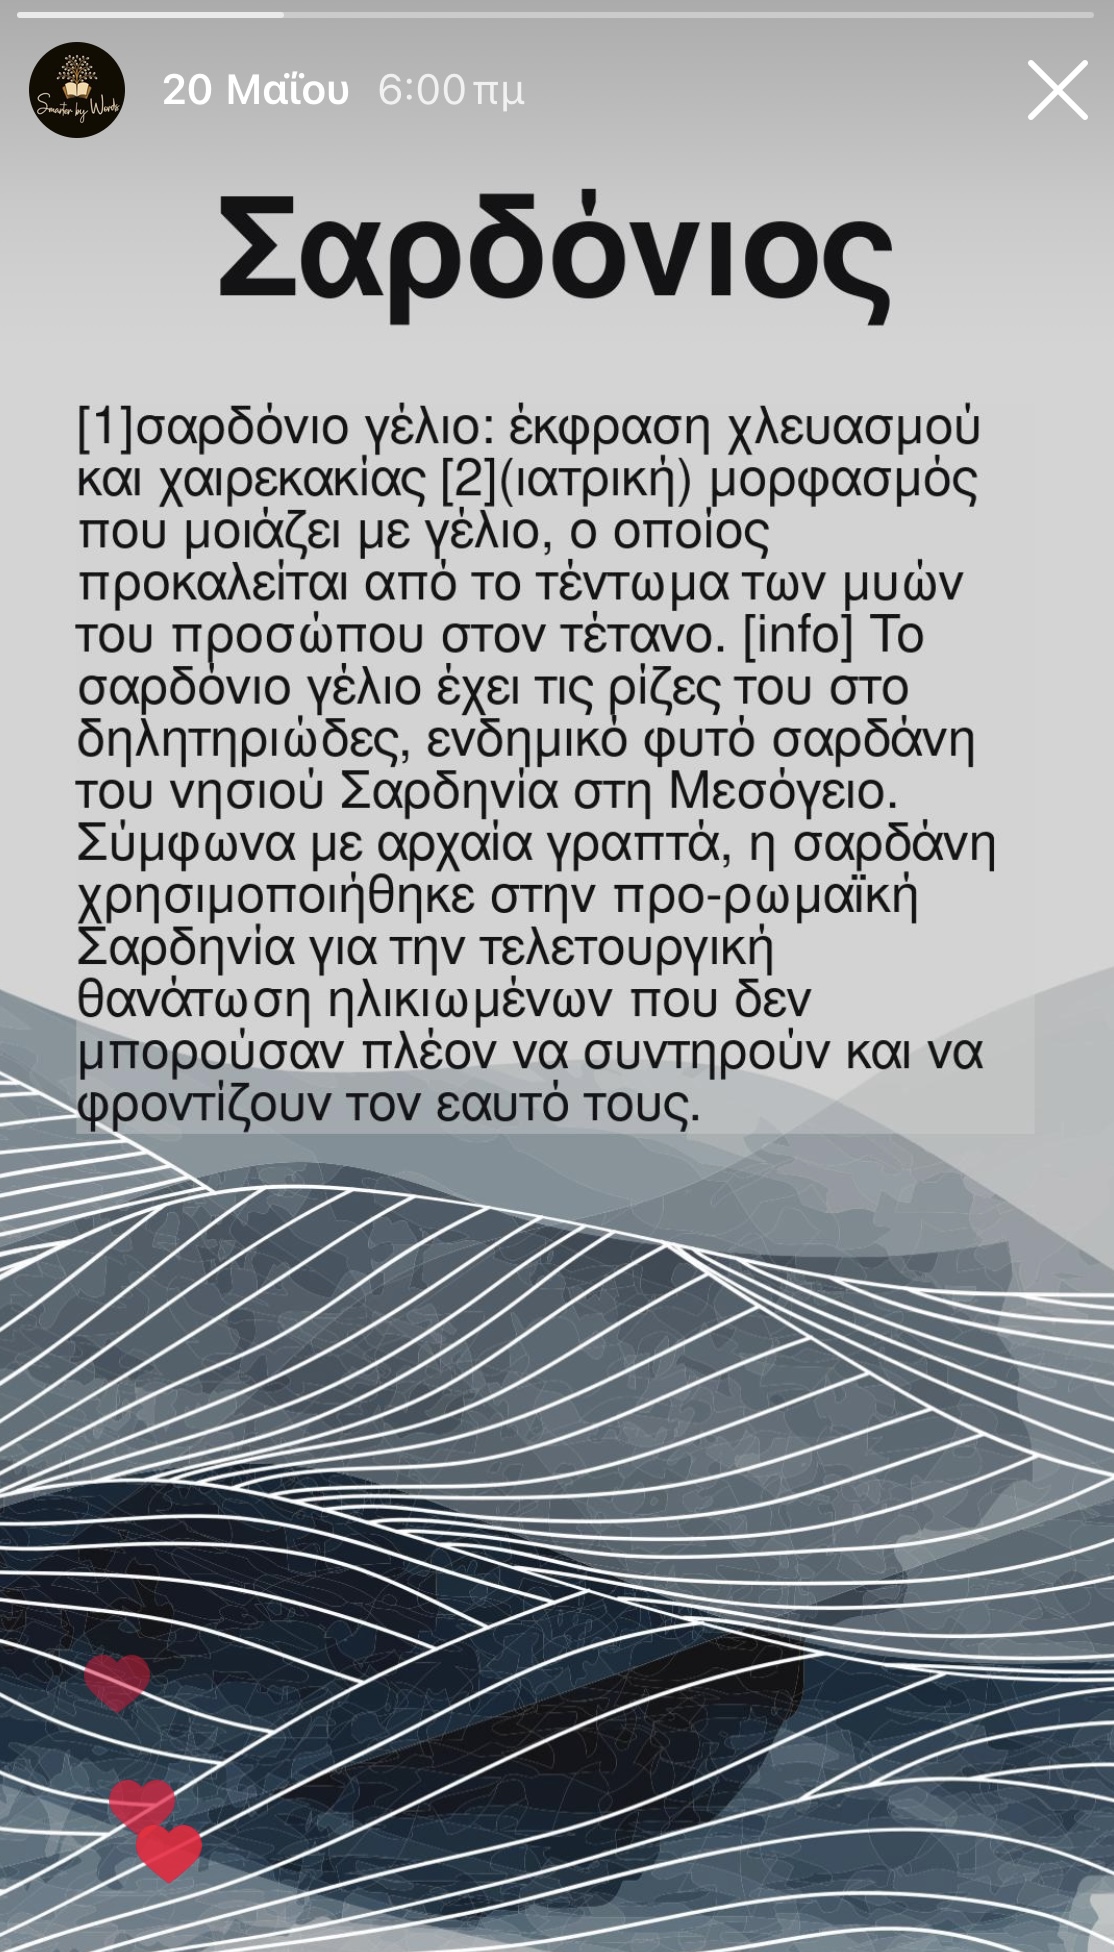 20 Μαΐου 6:00 πμ
Smarter by Words
Σαρδόνιος
[1]σαρδόνιο γέλιο: έκφραση χλευασμού
και χαιρεκακίας [2](ιατρική) μορφασμός
που μοιάζει με γέλιο, ο οποίος
προκαλείται από το τέντωμα των μυών
του προσώπου στον τέτανο. [info] Το
σαρδόνιο γέλιο έχει τις ρίζες του στο
δηλητηριώδες, ενδημικό φυτό σαρδάνη
του νησιού Σαρδηνία στη Μεσόγειο.
Σύμφωνα με αρχαία γραπτά, η σαρδάνη
χρησιμοποιήθηκε στην προ-ρωμαϊκή
Σαρδηνία για την τελετουργική
θανάτωση ηλικιωμένων που δεν
μπορούσαν πλέον να συντηρούν και να
φροντίζουν τον εαυτό τους.